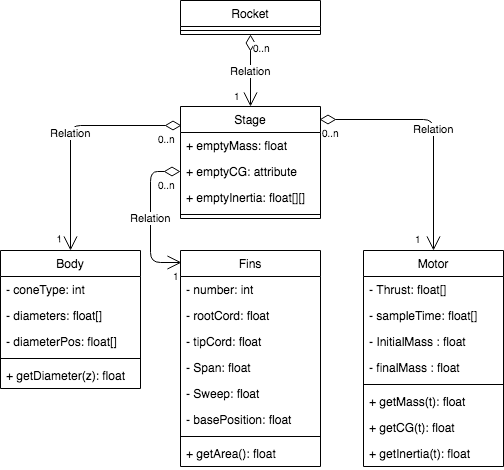 Rocket
0..n
Relation
1
Stage
+ emptyMass: float
+ emptyCG: attribute
+ emptyInertia: float[][]
0..n
Relation
1
0..n
Relation
1
0..n
Relation
1
Body
- coneType: int
- diameters: float[]
- diameterPos: float[]
+ getDiameter(z): float
Fins
- number: int
- rootCord: float
- tipCord: float
- Span: float
- Sweep: float
- basePosition: float
+ getArea(): float
Motor
- Thrust: float[]
- sampleTime: float[]
- InitialMass : float
- finalMass : float
+ getMass(t): float
+ getCG(t): float
+ getInertia(t): float